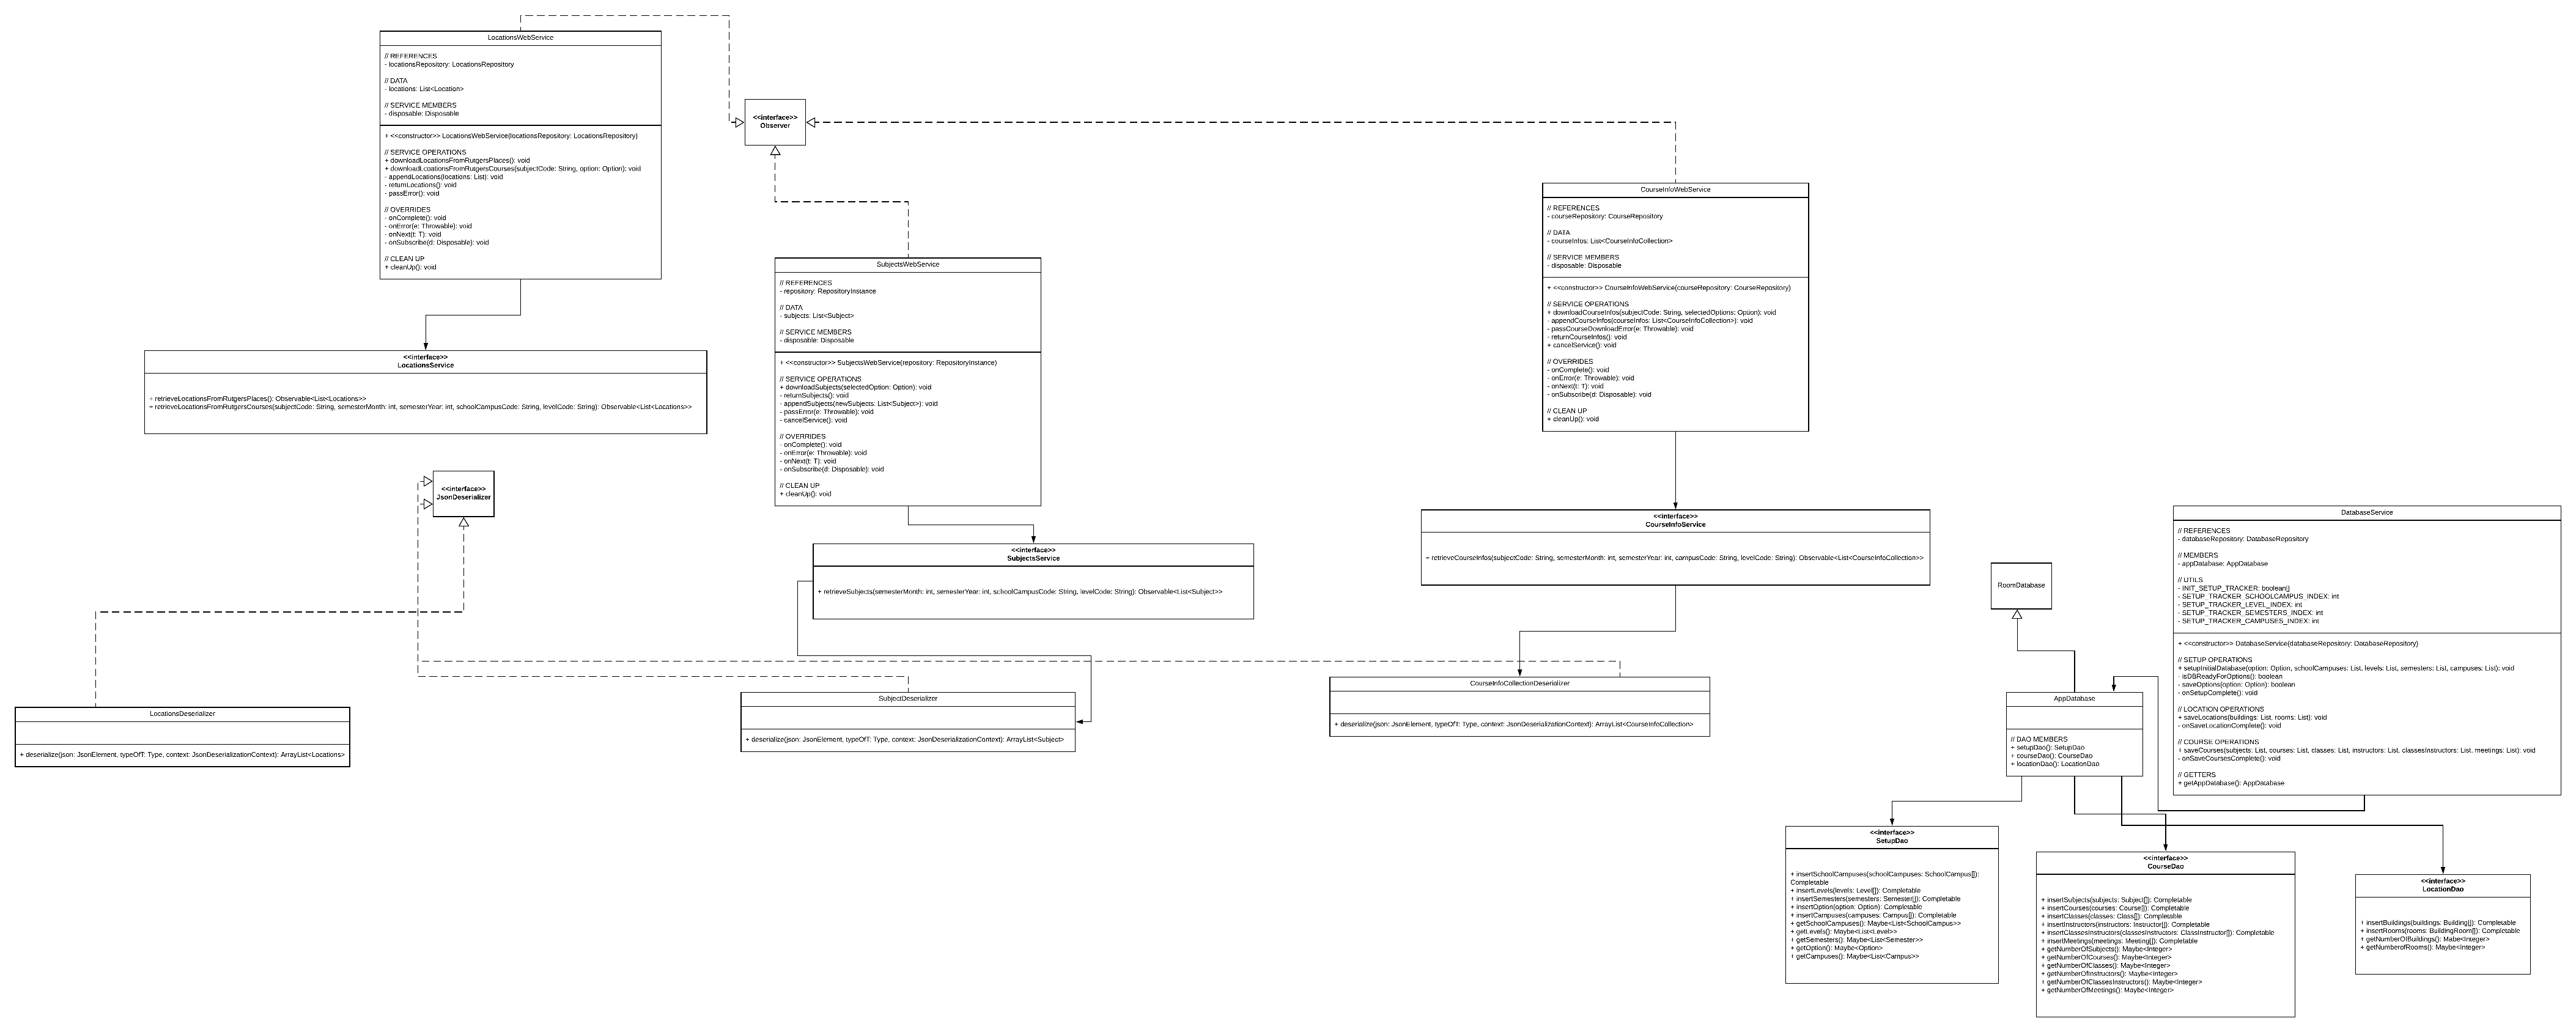 LocationsWebService
// REFERENCES
- locationsRepository: LocationsRepository
// DATA
- locations: List<Location>
// SERVICE MEMBERS
- disposable: Disposable
+ <<constructor>> LocationsWebService(locationsRepository: LocationsRepository)
// SERVICE OPERATIONS
+ downloadLocationsFromRutgersPlaces(): void
+ downloadLocationsFromRutgersCourses(subjectCode: String, option: Option): void
- appendLocations(locations: List): void
- returnLocations(): void
- passError(): void
// OVERRIDES
- onComplete(): void
- onError(e: Throwable): void
- onNext(t: T): void
- onSubscribe(d: Disposable): void
// CLEAN UP
+ cleanUp(): void
<<interface>>
Observer
CourseInfoWebService
// REFERENCES
- courseRepository: CourseRepository
// DATA
- courseInfos: List<CourseInfoCollection>
// SERVICE MEMBERS
- disposable: Disposable
+ <<constructor>> CourseInfoWebService(courseRepository: CourseRepository)
// SERVICE OPERATIONS
+ downloadCourseInfos(subjectCode: String, selectedOptions: Option): void
- appendCourseInfos(courseInfos: List<CourseInfoCollection>): void
- passCourseDownloadError(e: Throwable): void
- returnCourseInfos(): void
+ cancelService(): void
// OVERRIDES
- onComplete(): void
- onError(e: Throwable): void
- onNext(t: T): void
- onSubscribe(d: Disposable): void
// CLEAN UP
+ cleanUp(): void
SubjectsWebService
// REFERENCES
- repository: RepositoryInstance
// DATA
- subjects: List<Subject>
// SERVICE MEMBERS
- disposable: Disposable
+ <<constructor>> SubjectsWebService(repository: RepositoryInstance)
// SERVICE OPERATIONS
+ downloadSubjects(selectedOption: Option): void
- returnSubjects(): void
- appendSubjects(newSubjects: List<Subject>): void
- passError(e: Throwable): void
- cancelService(): void
// OVERRIDES
- onComplete(): void
- onError(e: Throwable): void
- onNext(t: T): void
- onSubscribe(d: Disposable): void
// CLEAN UP
+ cleanUp(): void
<<interface>>
LocationsService
+ retrieveLocationsFromRutgersPlaces(): Observable<List<Locations>>
+ retrieveLocationsFromRutgersCourses(subjectCode: String, semesterMonth: int, semesterYear: int, schoolCampusCode: String, levelCode: String): Observable<List<Locations>>
<<interface>>
JsonDeserializer
<<interface>>
SubjectsService
+ retrieveSubjects(semesterMonth: int, semesterYear: int, schoolCampusCode: String, levelCode: String): Observable<List<Subject>>
<<interface>>
CourseInfoService
+ retrieveCourseInfos(subjectCode: String, semesterMonth: int, semesterYear: int, campusCode: String, levelCode: String): Observable<List<CourseInfoCollection>>
RoomDatabase
DatabaseService
// REFERENCES
- databaseRepository: DatabaseRepository
// MEMBERS
- appDatabase: AppDatabase
// UTILS
- INIT_SETUP_TRACKER: boolean[]
- SETUP_TRACKER_SCHOOLCAMPUS_INDEX: int
- SETUP_TRACKER_LEVEL_INDEX: int
- SETUP_TRACKER_SEMESTERS_INDEX: int
- SETUP_TRACKER_CAMPUSES_INDEX: int
+ <<constructor>> DatabaseService(databaseRepository: DatabaseRepository)
// SETUP OPERATIONS
+ setupInitialDatabase(option: Option, schoolCampuses: List, levels: List, semesters: List, campuses: List): void
- isDBReadyForOptions(): boolean
- saveOptions(option: Option): boolean
- onSetupComplete(): void
// LOCATION OPERATIONS
+ saveLocations(buildings: List, rooms: List): void
- onSaveLocationComplete(): void
// COURSE OPERATIONS
+ saveCourses(subjects: List, courses: List, classes: List, instructors: List, classesInstructors: List, meetings: List): void
- onSaveCoursesComplete(): void
// GETTERS
+ getAppDatabase(): AppDatabase
LocationsDeserializer
+ deserialize(json: JsonElement, typeOfT: Type, context: JsonDeserializationContext): ArrayList<Locations>
SubjectDeserializer
+ deserialize(json: JsonElement, typeOfT: Type, context: JsonDeserializationContext): ArrayList<Subject>
CourseInfoCollectionDeserializer
+ deserialize(json: JsonElement, typeOfT: Type, context: JsonDeserializationContext): ArrayList<CourseInfoCollection>
AppDatabase
// DAO MEMBERS
+ setupDao(): SetupDao
+ courseDao(): CourseDao
+ locationDao(): LocationDao
<<interface>>
SetupDao
+ insertSchoolCampuses(schoolCampuses: SchoolCampus[]):
Completable
+ insertLevels(levels: Level[]): Completable
+ insertSemesters(semesters: Semester[]): Completable
+ insertOption(option: Option): Completable
+ insertCampuses(campuses: Campus[]): Completable
+ getSchoolCampuses(): Maybe<List<SchoolCampus>>
+ getLevels(): Maybe<List<Level>>
+ getSemesters(): Maybe<List<Semester>>
+ getOption(): Maybe<Option>
+ getCampuses(): Maybe<List<Campus>>
<<interface>>
CourseDao
+ insertSubjects(subjects: Subject[]): Completable
+ insertCourses(courses: Course[]): Completable
+ insertClasses(classes: Class[]): Completable
+ insertInstructors(instructors: Instructor[]): Completable
+ insertClassesInstructors(classesInstructors: ClassInstructor[]): Completable
+ insertMeetings(meetings: Meeting[]): Completable
+ getNumberOfSubjects(): Maybe<Integer>
+ getNumberOfCourses(): Maybe<Integer>
+ getNumberOfClasses(): Maybe<Integer>
+ getNumberOfInstructors(): Maybe<Integer>
+ getNumberOfClassesInstructors(): Maybe<Integer>
+ getNumberOfMeetings(): Maybe<Integer>
<<interface>>
LocationDao
+ insertBuildings(buildings: Building[]): Completable
+ insertRooms(rooms: BuildingRoom[]): Completable
+ getNumberOfBuildings(): Mabe<Integer>
+ getNumberofRooms(): Maybe<Integer>